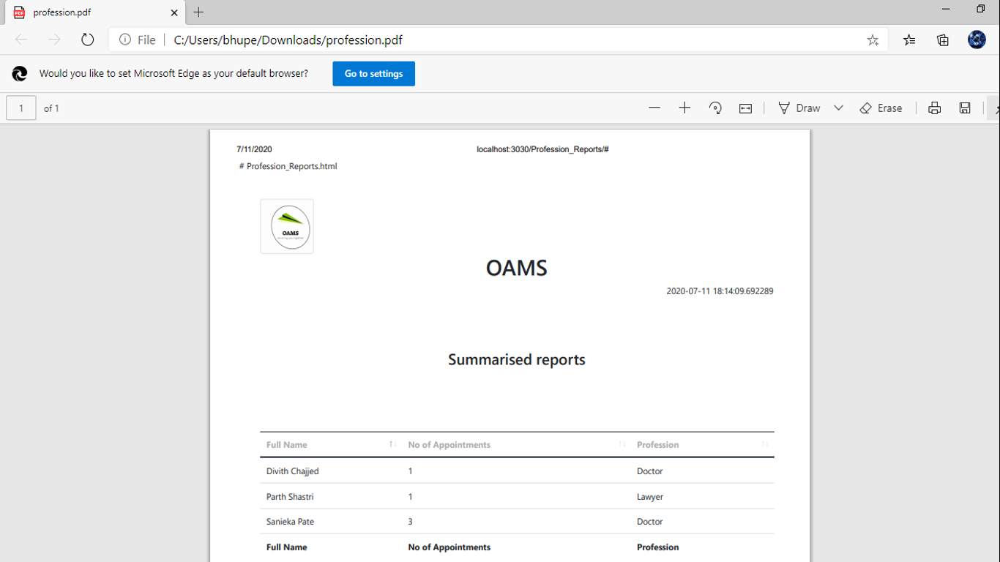 profession.pdf
File C:/Users/bhupe/Downloads/profession.pdf
Would you like to set Microsoft Edge as your default browser? Go to settings
1 of 1 Draw Erase
7/11/2020 localhost:3030/Profession_Reports/#
# Profession_Reports.html
OAMS
OAMS
2020-07-11 18:14:09.692289
Summarised reports
Full Name No of Appointments Profession
Divith Chajjed 1 Doctor
Parth Shastri 1 Lawyer
Sanieka Pate 3 Doctor
Full Name No of Appointments Profession